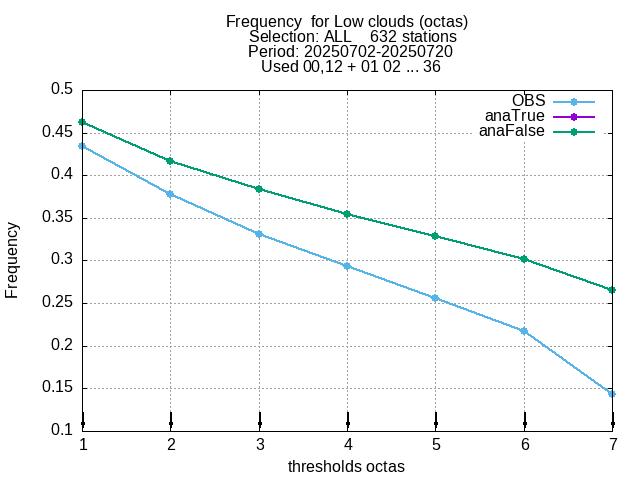 Frequency  for Low clouds (octas)
Selection: ALL    632 stations
Period: 20250702-20250720
Used 00,12 + 01 02 ... 36
OBS
anaTrue
anaFalse
0.5
0.45
0.4
0.35
0.3
0.25
0.2
0.15
0.1
Frequency
1 2 3 4 5 6 7
thresholds octas